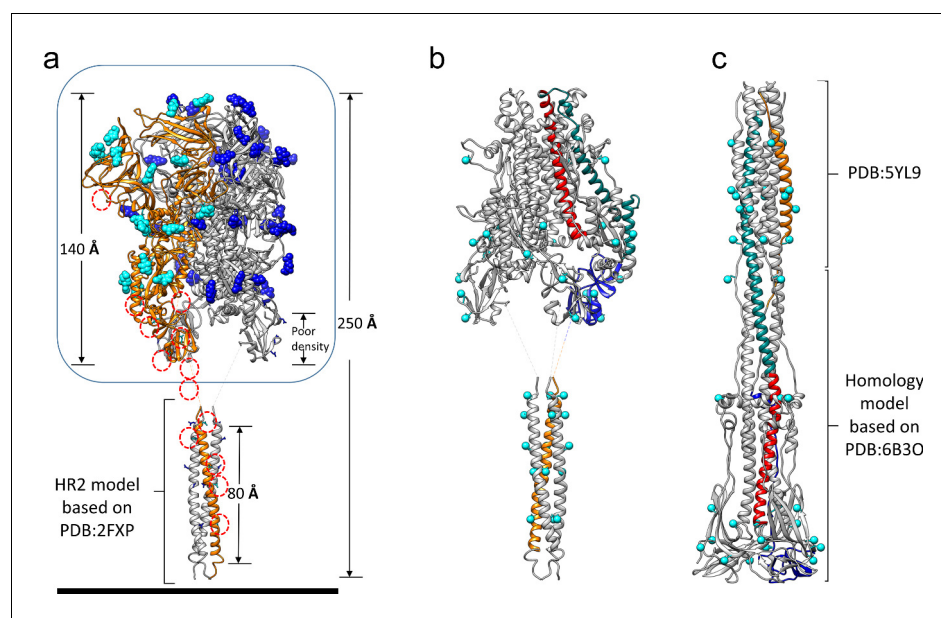 a
b
c
140 Å
250 Å
Poor
density
80 Å
HR2 model
based on
PDB:2FXP
PDB:5YL9
Homology
model
based on
PDB:6B3O